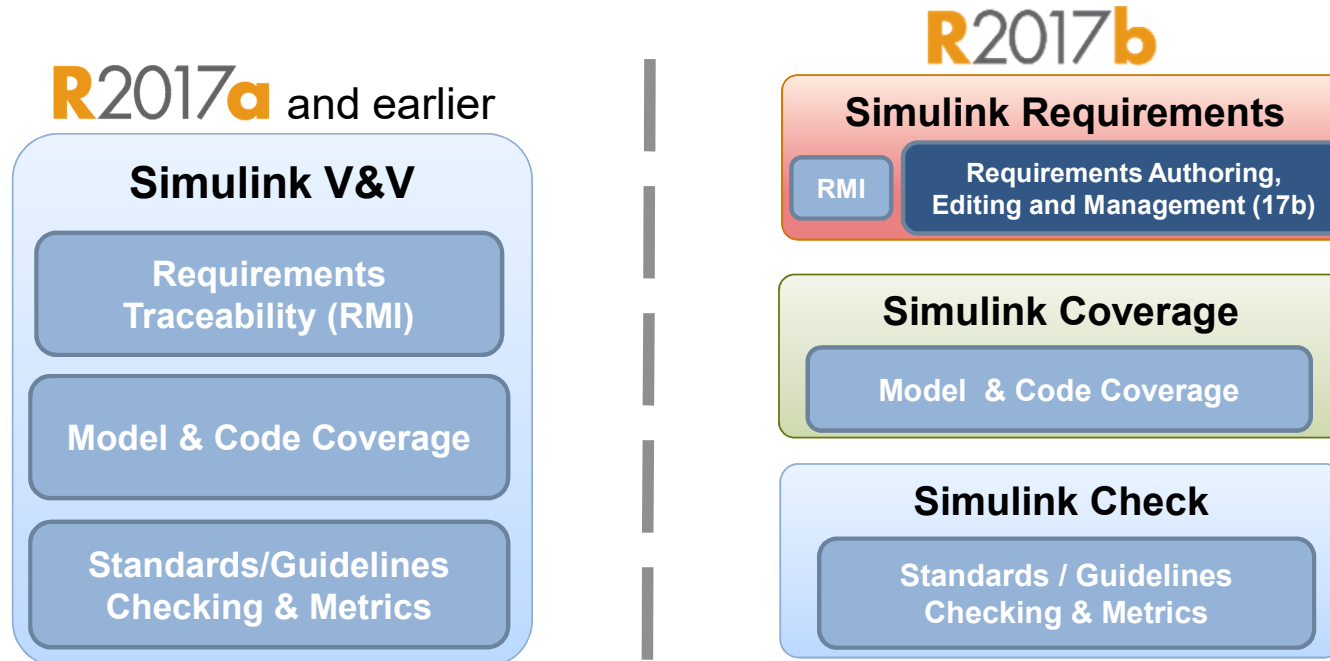 R2017a and earlier
Simulink V&V
Requirements
Traceability (RMI)
Model & Code Coverage
Standards/Guidelines
Checking & Metrics
R2017b
Simulink Requirements
RMI
Requirements Authoring,
Editing and Management (17b)
Simulink Coverage
Model & Code Coverage
Simulink Check
Standards / Guidelines
Checking & Metrics